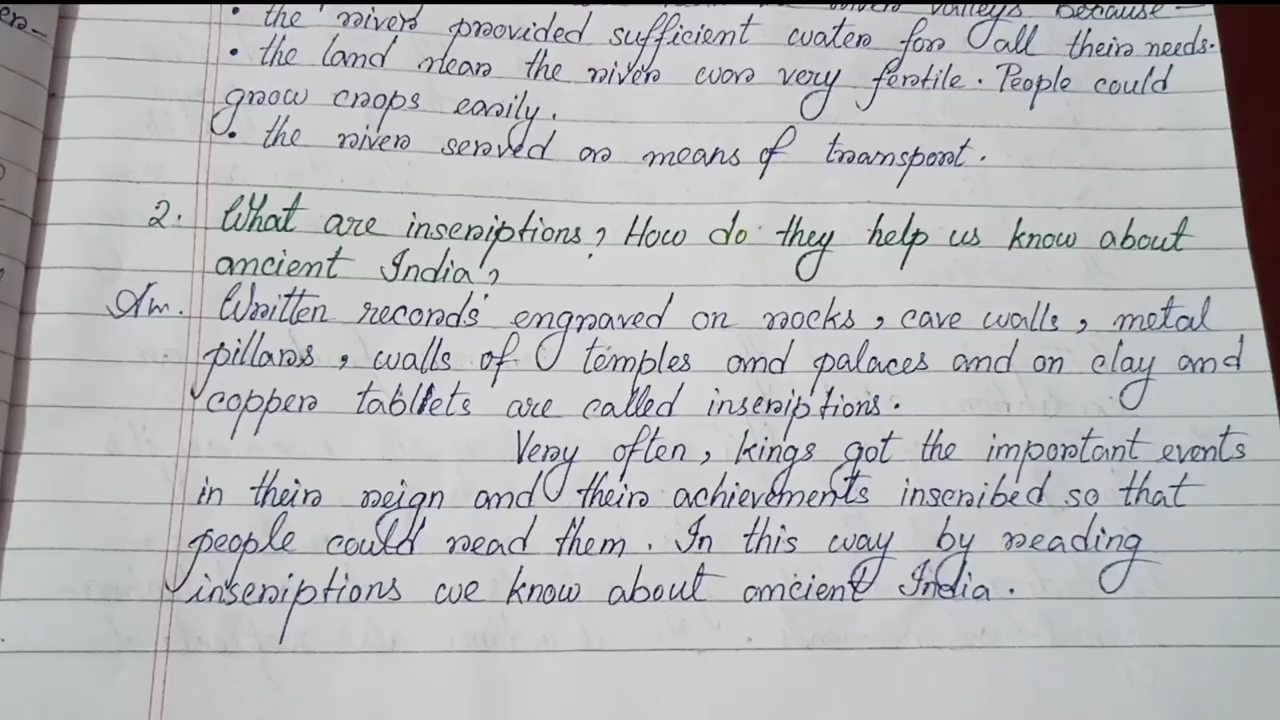 valleys because -
• the rivers provided sufficient water for all their needs.
• the land near the river was very fertile. People could
grow crops easily.
• the river served as means of transport.
2. What are inscriptions? How do they help us know about
ancient India?
Ans. Written records engraved on rocks, cave walls, metal
pillars, walls of temples and palaces and on clay and
copper tablets are called inscriptions.
Very often, kings got the important events
in their reign and their achievements inscribed so that
people could read them. In this way by reading
inscriptions we know about ancient India.